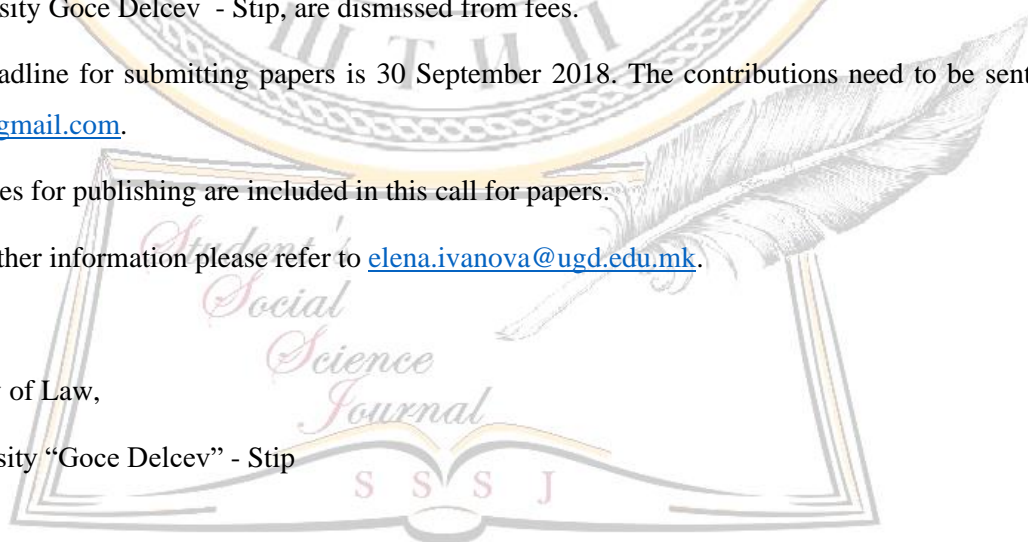 sity Goce Delcev - Stip, are dismissed from fees.
ШТИП
adline for submitting papers is 30 September 2018. The contributions need to be sent
gmail.com.
es for publishing are included in this call for papers.
ther information please refer to elena.ivanova@ugd.edu.mk.
Student's
Social
Science
Journal
of Law,
sity “Goce Delcev” - Stip
S S S J